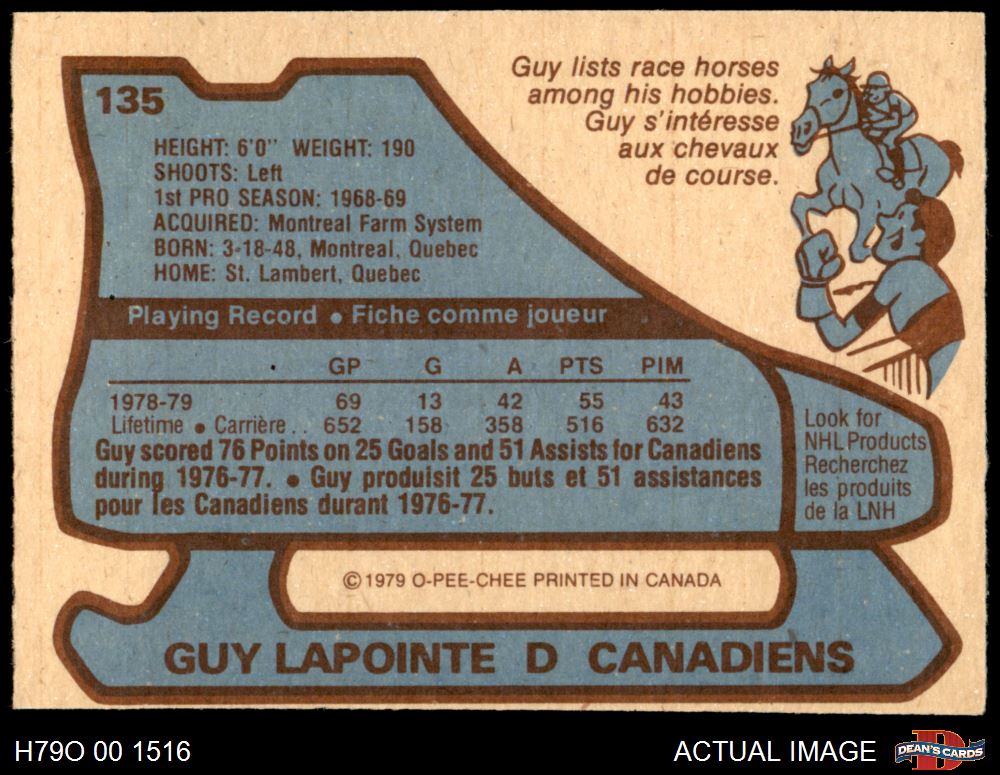 135
Guy lists race horses
among his hobbies.
Guy s'intéresse
aux chevaux
de course.
HEIGHT: 6'0" WEIGHT: 190
SHOOTS: Left
1st PRO SEASON: 1968-69
ACQUIRED: Montreal Farm System
BORN: 3-18-48, Montreal, Quebec
HOME: St. Lambert, Quebec
Playing Record • Fiche comme joueur
GP G A PTS PIM
1978-79 69 13 42 55 43
Lifetime • Carrière . . 652 158 358 516 632
Guy scored 76 Points on 25 Goals and 51 Assists for Canadiens
during 1976-77. • Guy produisit 25 buts et 51 assistances
pour les Canadiens durant 1976-77.
Look for
NHL Products
Recherchez
les produits
de la LNH
© 1979 O-PEE-CHEE PRINTED IN CANADA
GUY LAPOINTE D CANADIENS
H79O 00 1516
ACTUAL IMAGE
D
DEAN'S CARDS